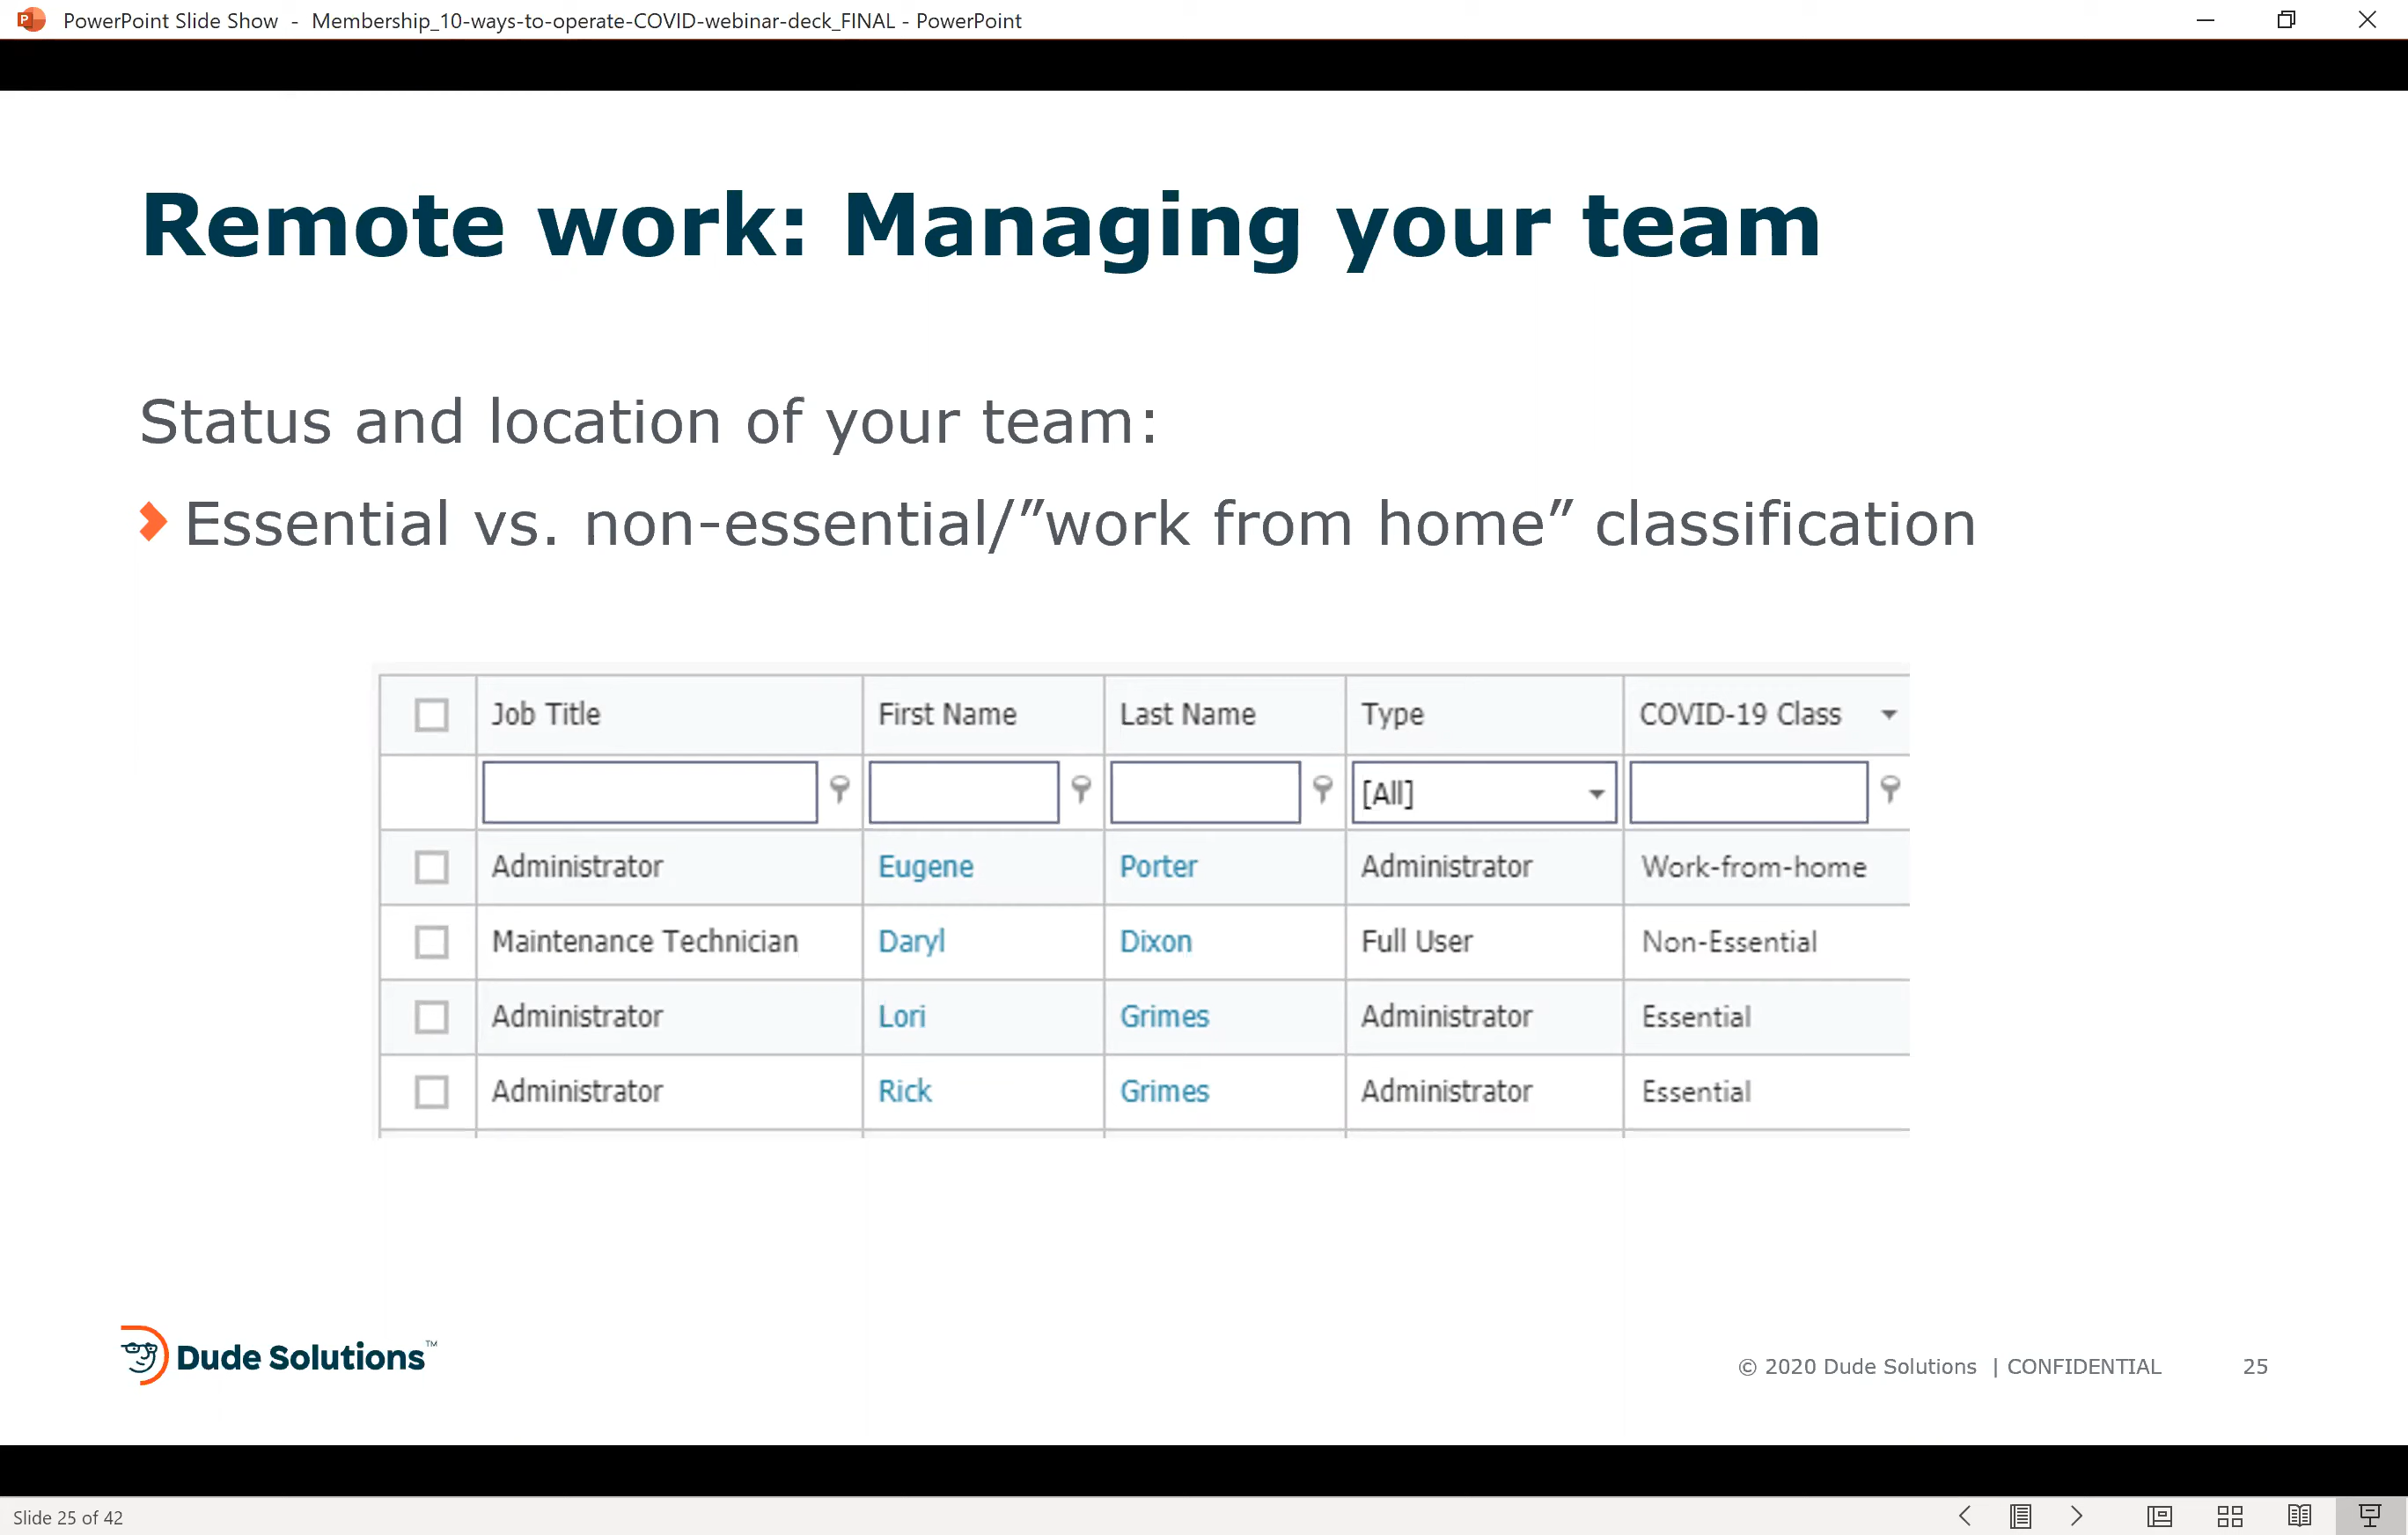 PowerPoint Slide Show - Membership_10-ways-to-operate-COVID-webinar-deck_FINAL - PowerPoint
Remote work: Managing your team
Status and location of your team:
Essential vs. non-essential/”work from home” classification
Job Title First Name Last Name Type COVID-19 Class
[All]
Administrator Eugene Porter Administrator Work-from-home
Maintenance Technician Daryl Dixon Full User Non-Essential
Administrator Lori Grimes Administrator Essential
Administrator Rick Grimes Administrator Essential
Dude Solutions™
© 2020 Dude Solutions | CONFIDENTIAL 25
Slide 25 of 42